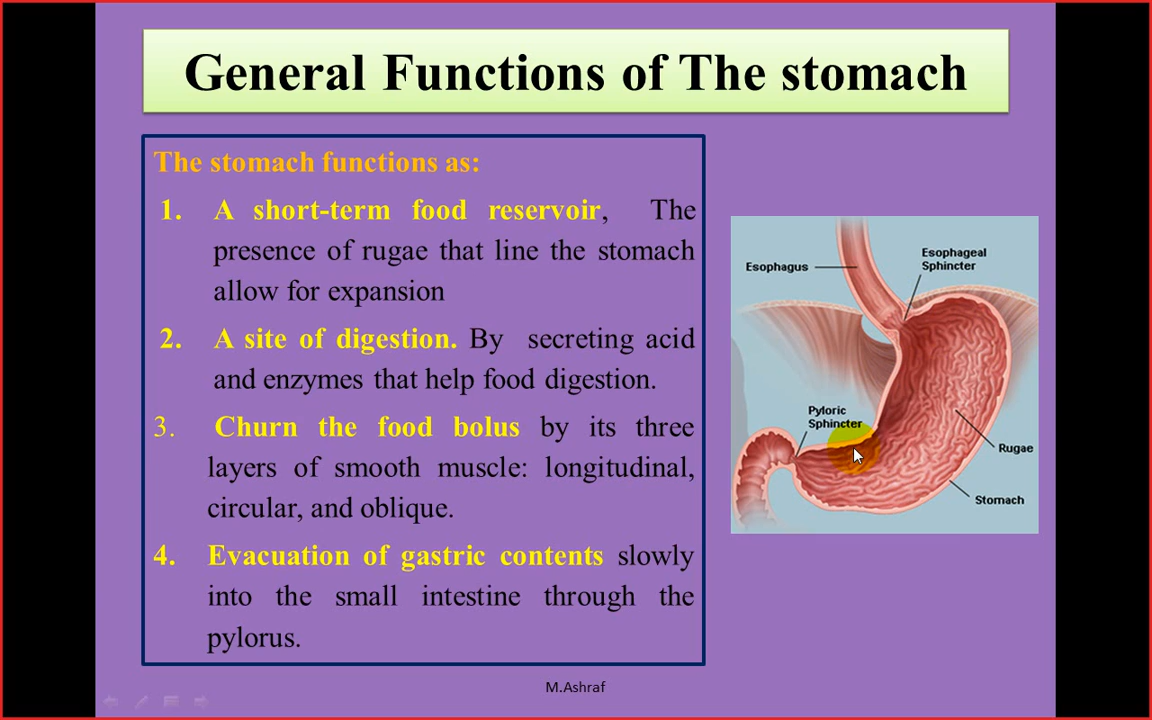 General Functions of The stomach
The stomach functions as:
1. A short-term food reservoir, The
presence of rugae that line the stomach
allow for expansion
2. A site of digestion. By secreting acid
and enzymes that help food digestion.
3. Churn the food bolus by its three
layers of smooth muscle: longitudinal,
circular, and oblique.
4. Evacuation of gastric contents slowly
into the small intestine through the
pylorus.
Esophagus
Esophageal
Sphincter
Pyloric
Sphincter
Rugae
Stomach
M.Ashraf